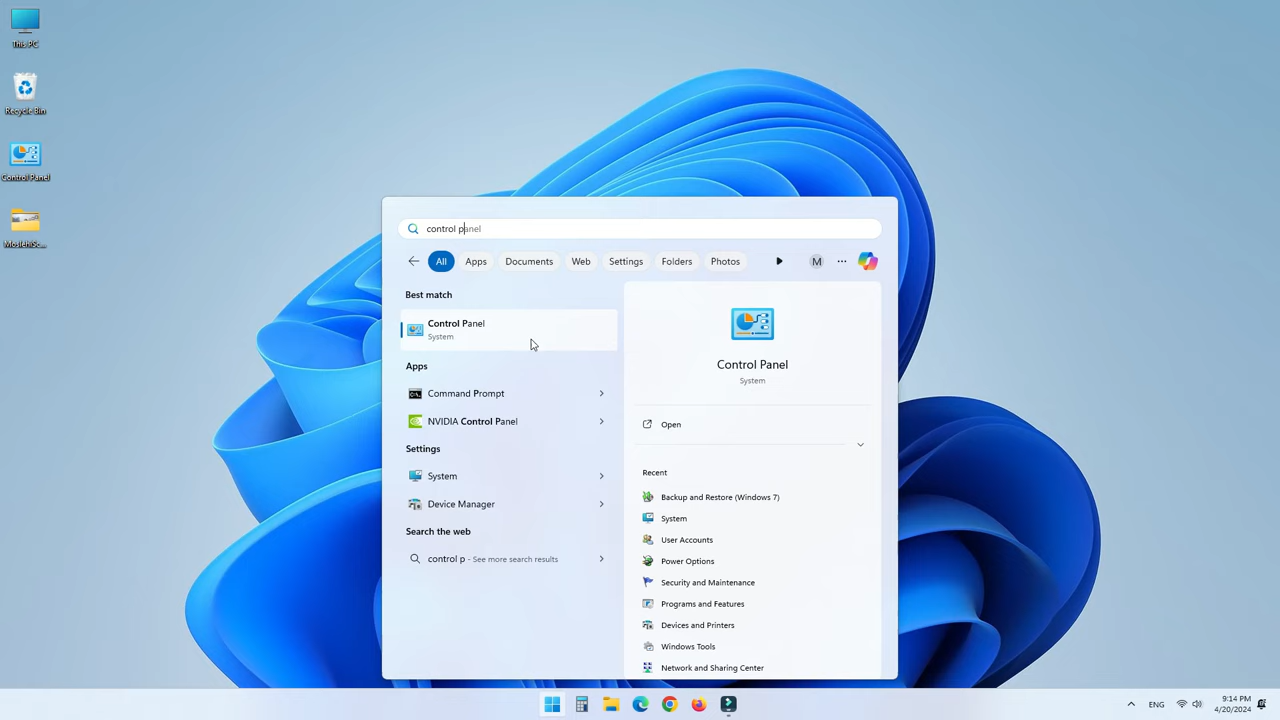 This PC
Recycle Bin
Control Panel
MostehiSc...
control panel
All
Apps
Documents
Web
Settings
Folders
Photos
M
Best match
Control Panel
System
Apps
Command Prompt
NVIDIA Control Panel
Settings
System
Device Manager
Search the web
control p - See more search results
Control Panel
System
Open
Recent
Backup and Restore (Windows 7)
System
User Accounts
Power Options
Security and Maintenance
Programs and Features
Devices and Printers
Windows Tools
Network and Sharing Center
ENG
9:14 PM
4/20/2024